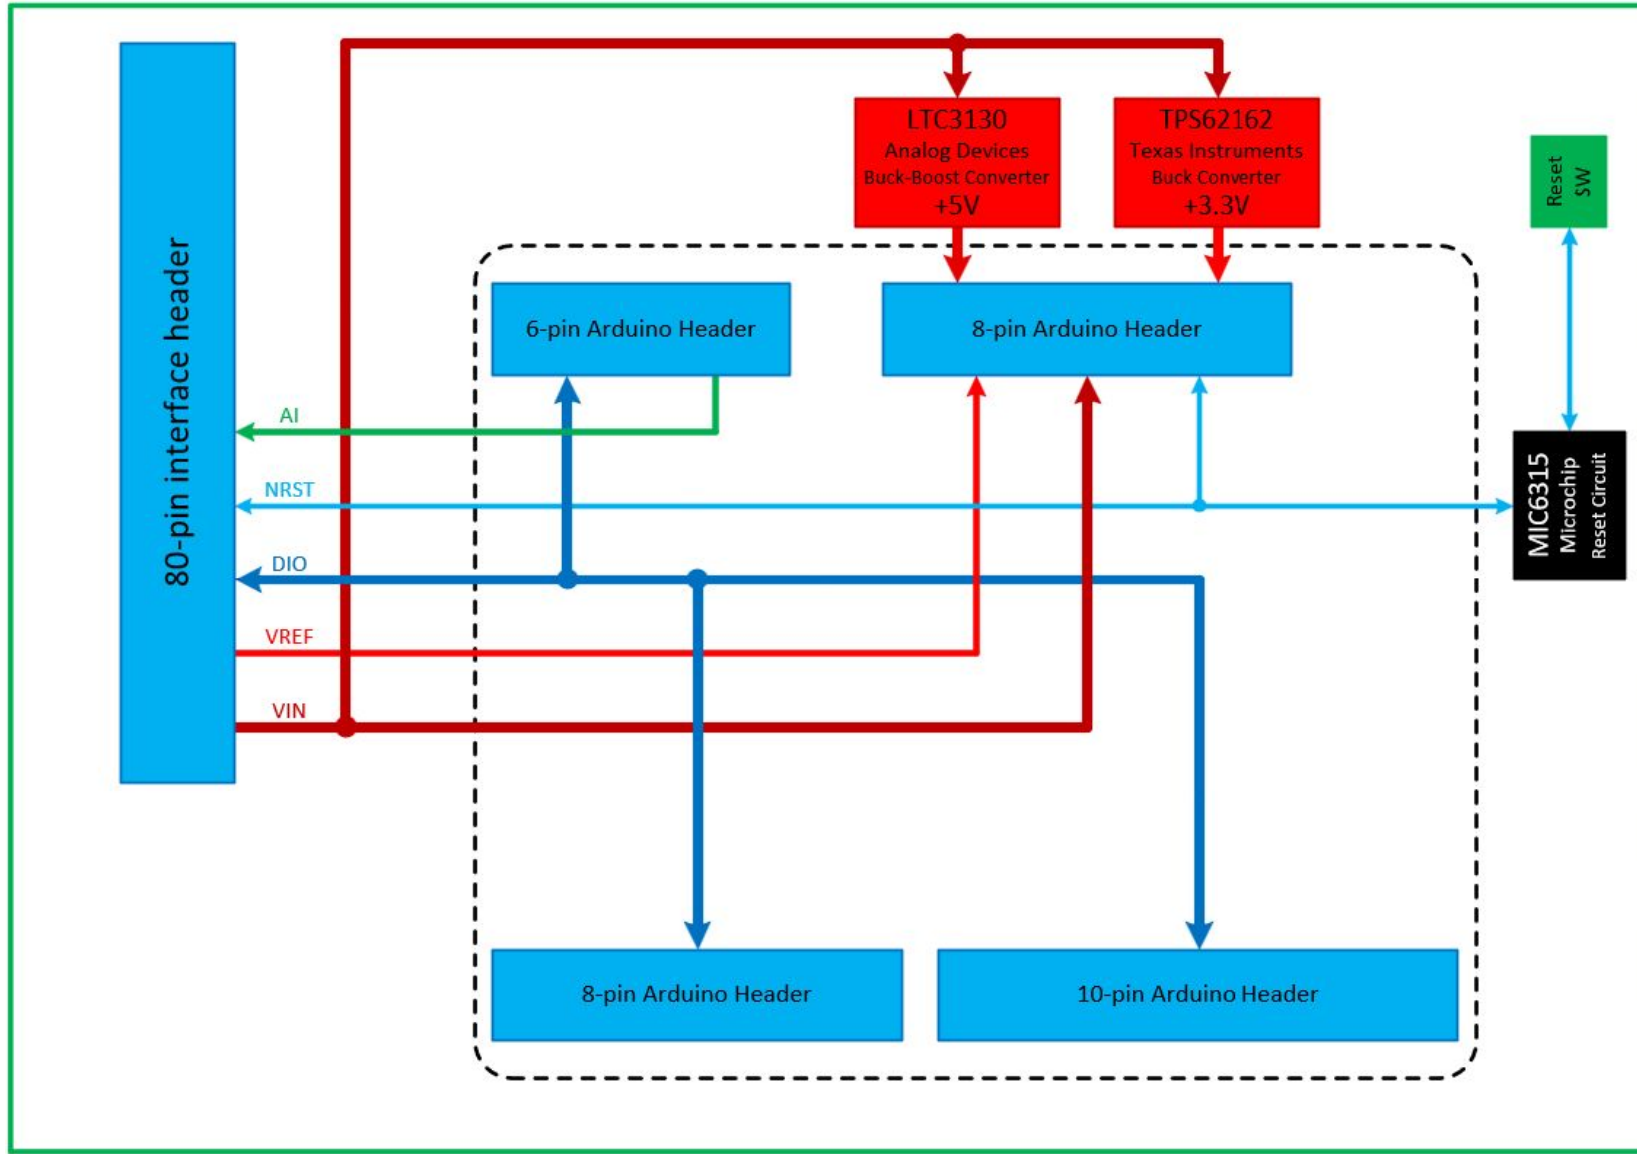 80-pin interface header
LTC3130
Analog Devices
Buck-Boost Converter
+5V
TPS62162
Texas Instruments
Buck Converter
+3.3V
Reset
SW
6-pin Arduino Header
8-pin Arduino Header
AI
NRST
DIO
VREF
VIN
MIC6315
Microchip
Reset Circuit
8-pin Arduino Header
10-pin Arduino Header